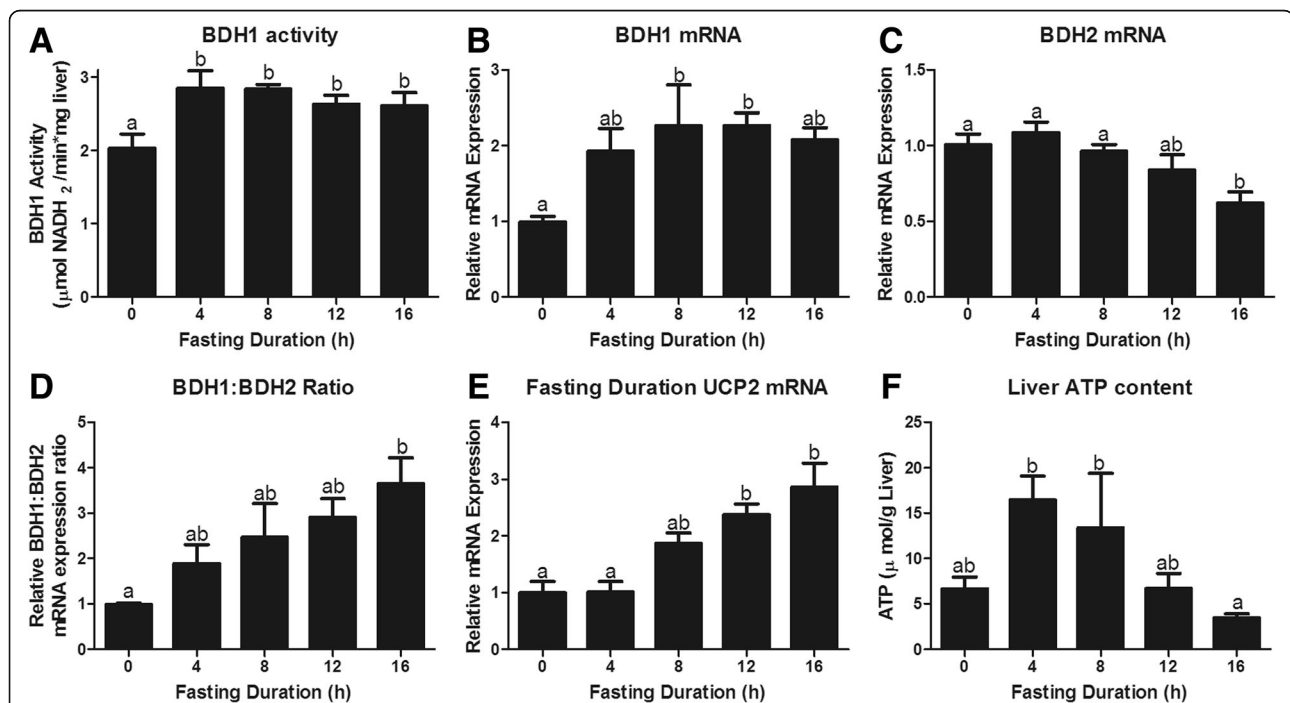 A BDH1 activity
BDH1 Activity
(μmol NADH 2 /min*mg liver)
3
2
1
0
a b b b b
0 4 8 12 16
Fasting Duration (h)
B BDH1 mRNA
Relative mRNA Expression
3
2
1
0
a ab b b ab
0 4 8 12 16
Fasting Duration (h)
C BDH2 mRNA
Relative mRNA Expression
1.5
1.0
0.5
0.0
a a a ab b
0 4 8 12 16
Fasting Duration (h)
D BDH1:BDH2 Ratio
Relative BDH1:BDH2
mRNA expression ratio
5
4
3
2
1
0
a ab ab ab b
0 4 8 12 16
Fasting Duration (h)
E Fasting Duration UCP2 mRNA
Relative mRNA Expression
4
3
2
1
0
a a ab b b
0 4 8 12 16
Fasting Duration (h)
F Liver ATP content
ATP (μ mol/g Liver)
25
20
15
10
5
0
ab b b ab a
0 4 8 12 16
Fasting Duration (h)